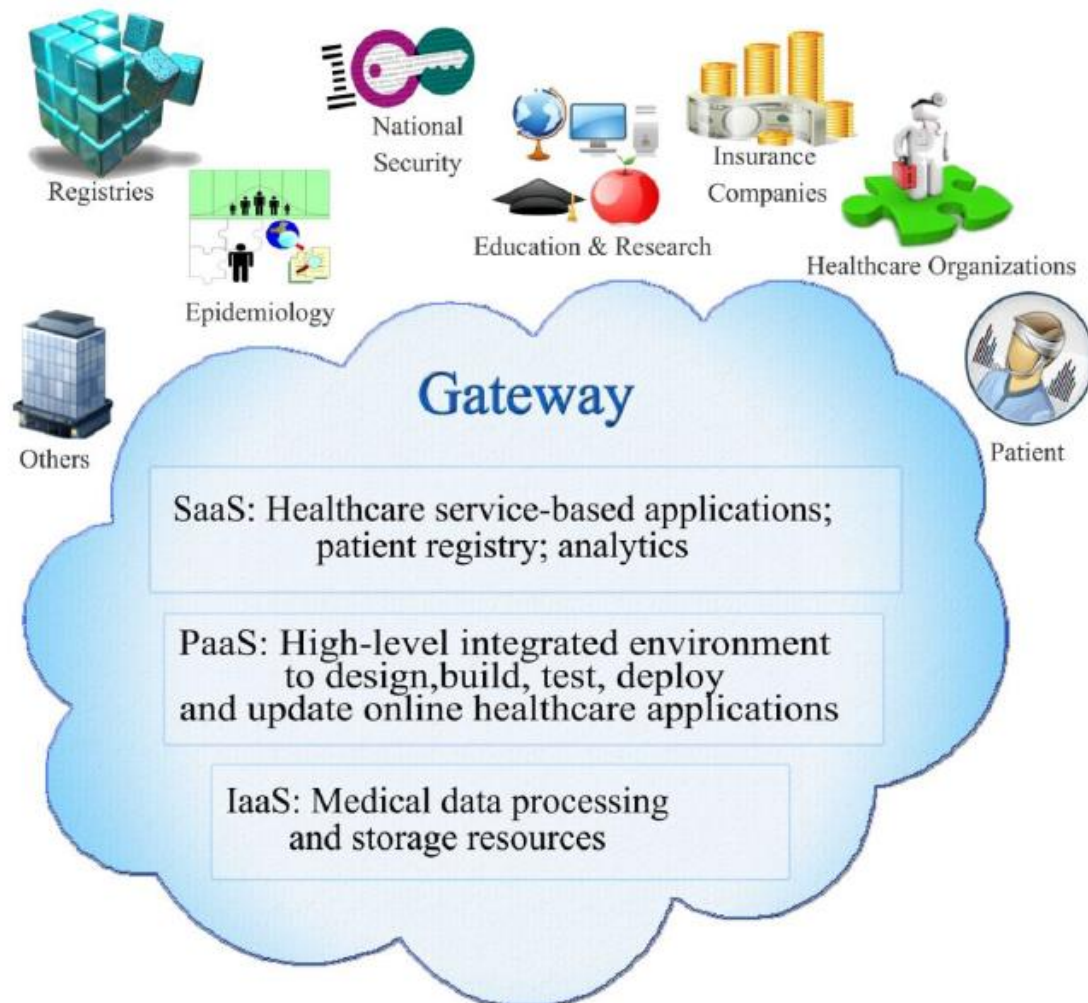 Registries
National
Security
Insurance
Companies
Education & Research
Healthcare Organizations
Epidemiology
Others
Patient
Gateway
SaaS: Healthcare service-based applications;
patient registry; analytics
PaaS: High-level integrated environment
to design,build, test, deploy
and update online healthcare applications
IaaS: Medical data processing
and storage resources